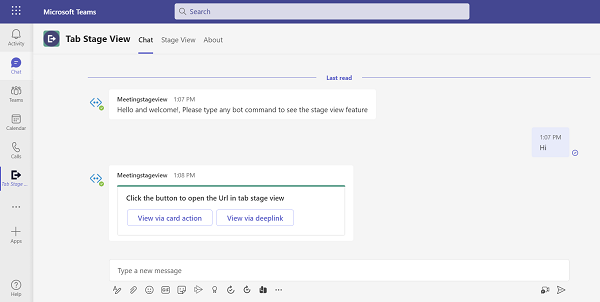 Microsoft Teams
Search
Activity
Chat
Teams
Calendar
Calls
Tab Stage ...
Apps
Help
Tab Stage View
Chat
Stage View
About
Last read
Meetingstageview 1:07 PM
Hello and welcome!, Please type any bot command to see the stage view feature
1:07 PM
Hi
Meetingstageview 1:08 PM
Click the button to open the Url in tab stage view
View via card action
View via deeplink
Type a new message
GIF